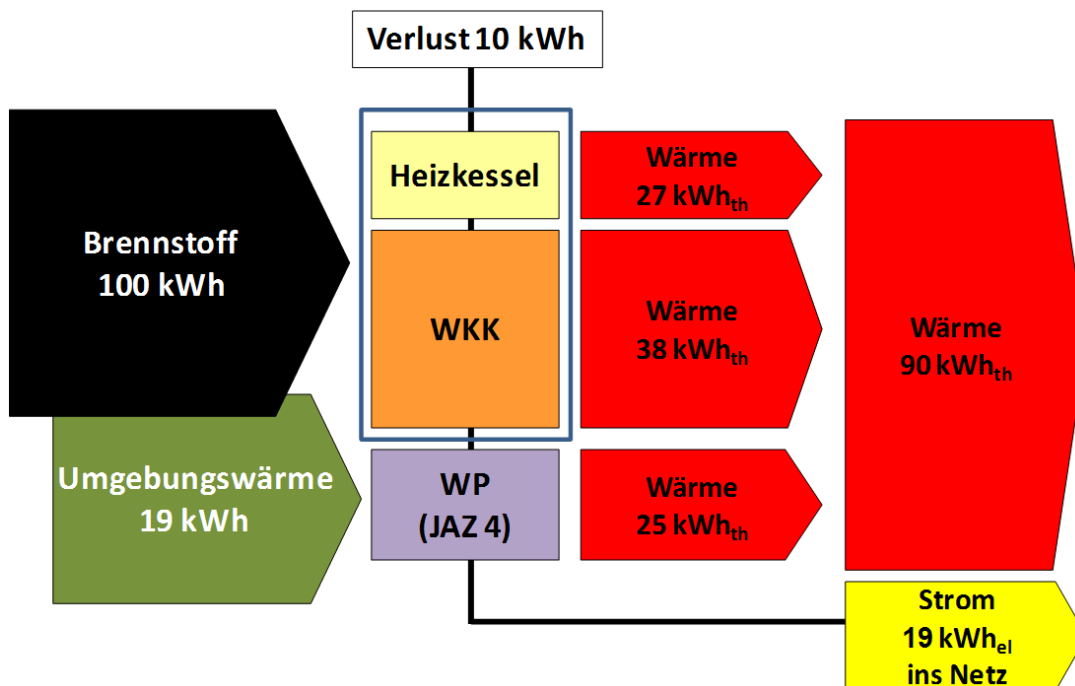 Verlust 10 kWh
Brennstoff
100 kWh
Umgebungswärme
19 kWh
Heizkessel
WKK
WP
(JAZ 4)
Wärme
27 kWhth
Wärme
38 kWhth
Wärme
25 kWhth
Wärme
90 kWhth
Strom
19 kWhel
ins Netz